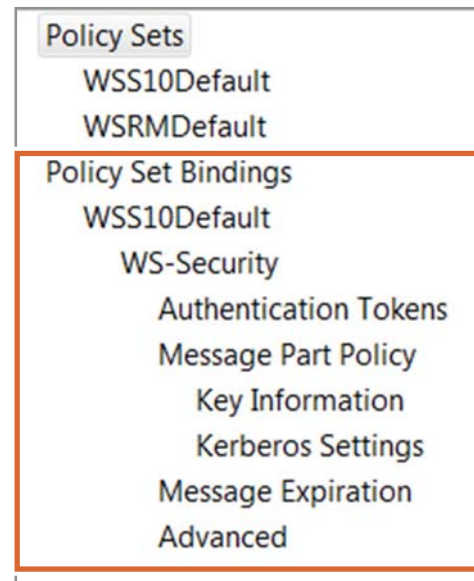 Policy Sets
WSS10Default
WSRMDefault
Policy Set Bindings
WSS10Default
WS-Security
Authentication Tokens
Message Part Policy
Key Information
Kerberos Settings
Message Expiration
Advanced